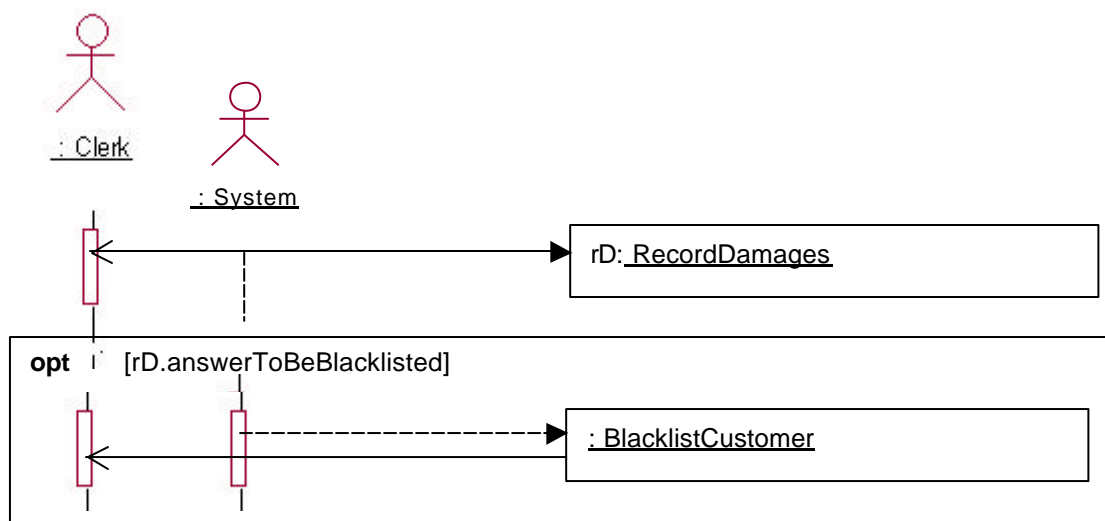 : Clerk
: System
rD: RecordDamages
opt [rD.answerToBeBlacklisted]
: BlacklistCustomer